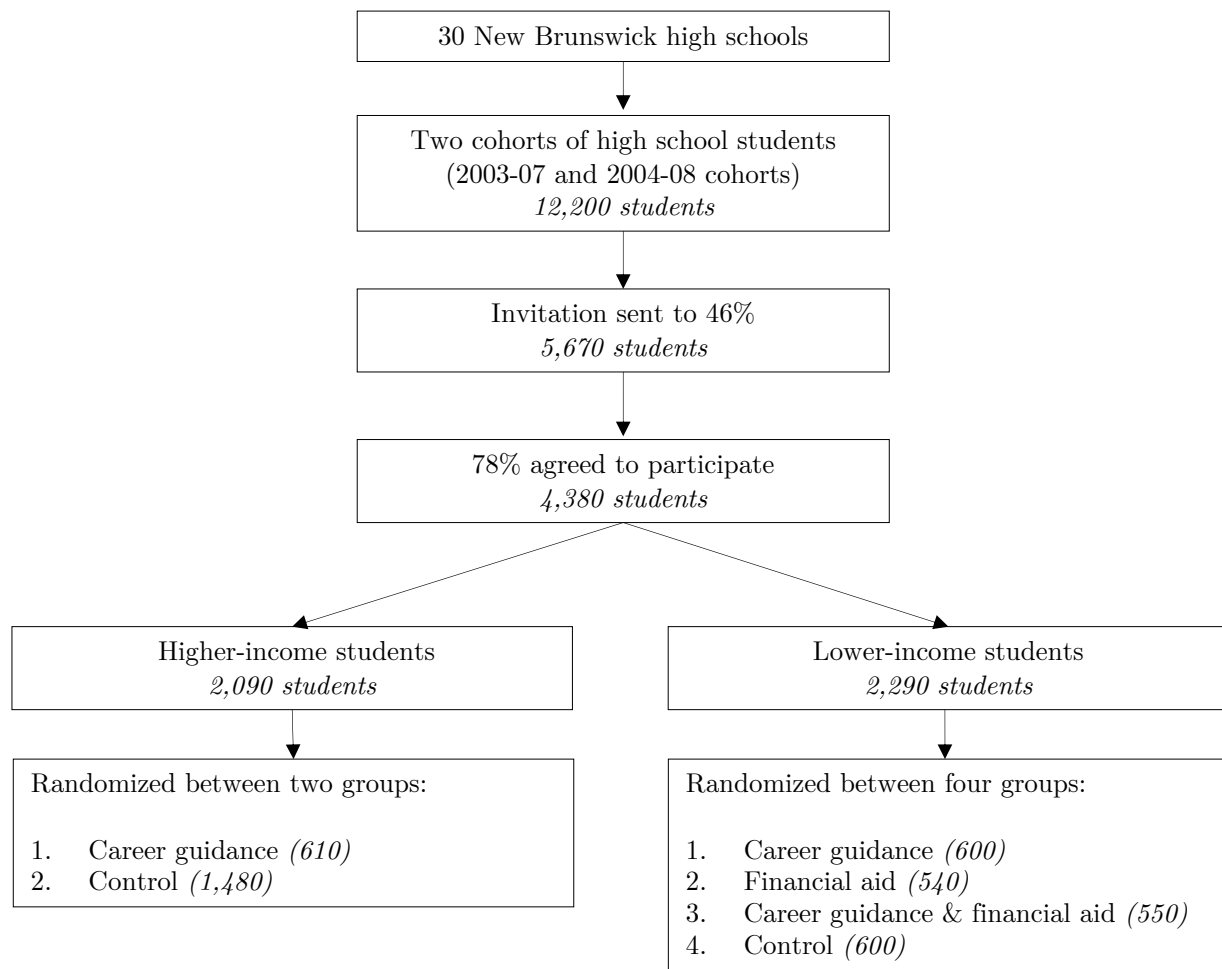 30 New Brunswick high schools
Two cohorts of high school students
(2003-07 and 2004-08 cohorts)
12,200 students
Invitation sent to 46%
5,670 students
78% agreed to participate
4,380 students
Higher-income students
2,090 students
Lower-income students
2,290 students
Randomized between two groups:
1. Career guidance (610)
2. Control (1,480)
Randomized between four groups:
1. Career guidance (600)
2. Financial aid (540)
3. Career guidance & financial aid (550)
4. Control (600)